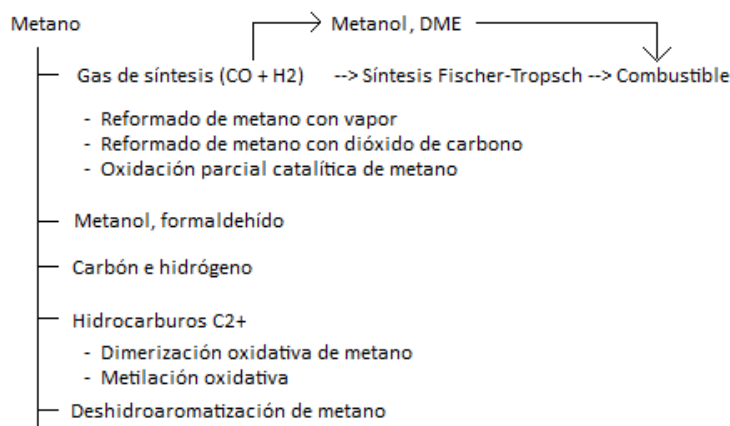 Metano
Metanol, DME
Gas de síntesis (CO + H2) --> Síntesis Fischer-Tropsch --> Combustible
- Reformado de metano con vapor
- Reformado de metano con dióxido de carbono
- Oxidación parcial catalítica de metano
Metanol, formaldehído
Carbón e hidrógeno
Hidrocarburos C2+
- Dimerización oxidativa de metano
- Metilación oxidativa
Deshidroaromatización de metano